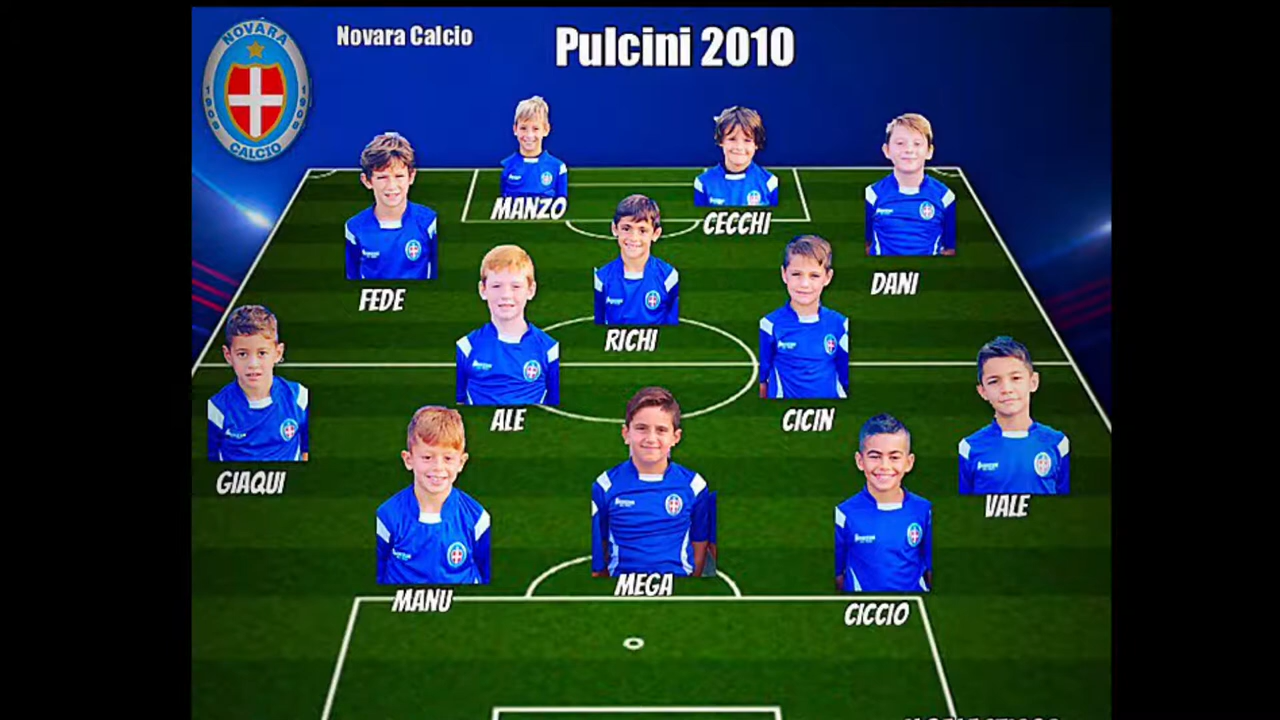 NOVARA
CALCIO
Novara Calcio
Pulcini 2010
MANZO
CECCHI
DANI
FEDE
RICHI
ALE
CICIN
GIAQUI
VALE
MANU
MEGA
CICCIO